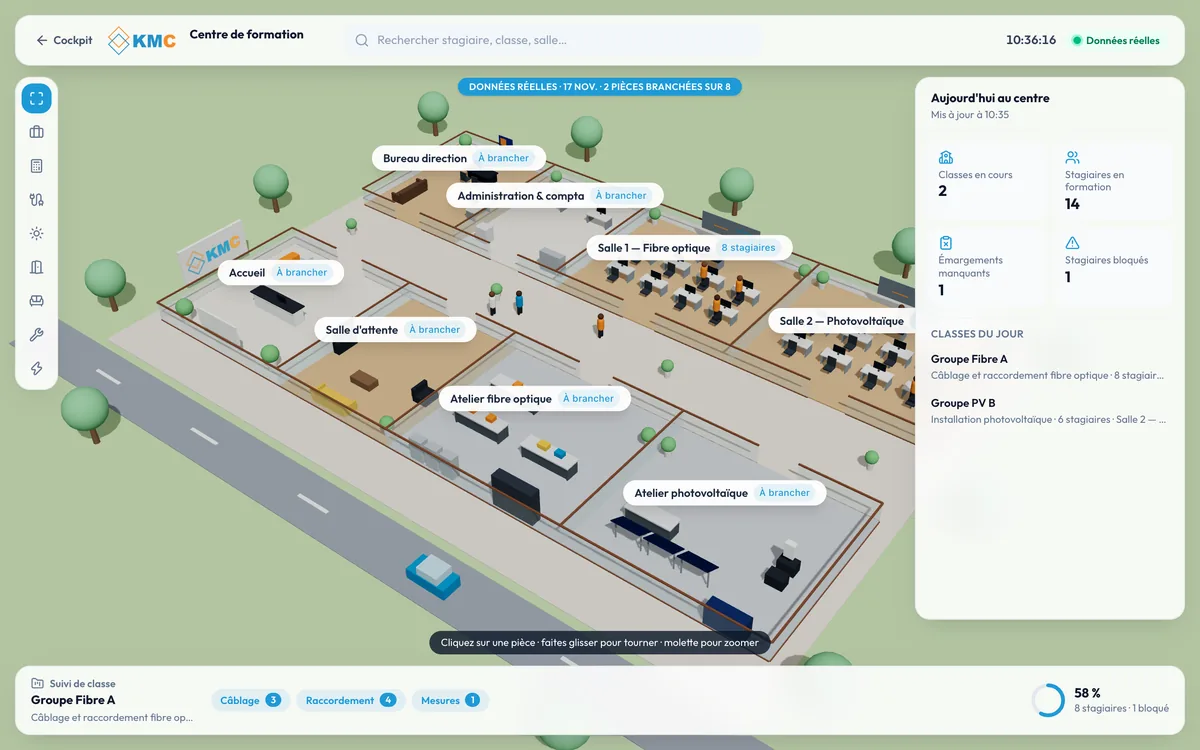 Cockpit
KMC
Centre de formation
Rechercher stagiaire, classe, salle…
10:36:16
Données réelles
DONNÉES RÉELLES · 17 NOV. · 2 PIÈCES BRANCHÉES SUR 8
Bureau direction À brancher
Administration & compta À brancher
Salle 1 — Fibre optique 8 stagiaires
KMC
Accueil À brancher
Salle 2 — Photovoltaïque
Salle d'attente À brancher
Atelier fibre optique À brancher
Atelier photovoltaïque À brancher
Cliquez sur une pièce · faites glisser pour tourner · molette pour zoomer
Aujourd'hui au centre
Mis à jour à 10:35
Classes en cours
2
Stagiaires en
formation
14
Émargements
manquants
1
Stagiaires bloqués
1
CLASSES DU JOUR
Groupe Fibre A
Câblage et raccordement fibre optique · 8 stagiair…
Groupe PV B
Installation photovoltaïque · 6 stagiaires · Salle 2 — …
Suivi de classe
Groupe Fibre A
Câblage et raccordement fibre op…
Câblage 3
Raccordement 4
Mesures 1
58 %
8 stagiaires · 1 bloqué